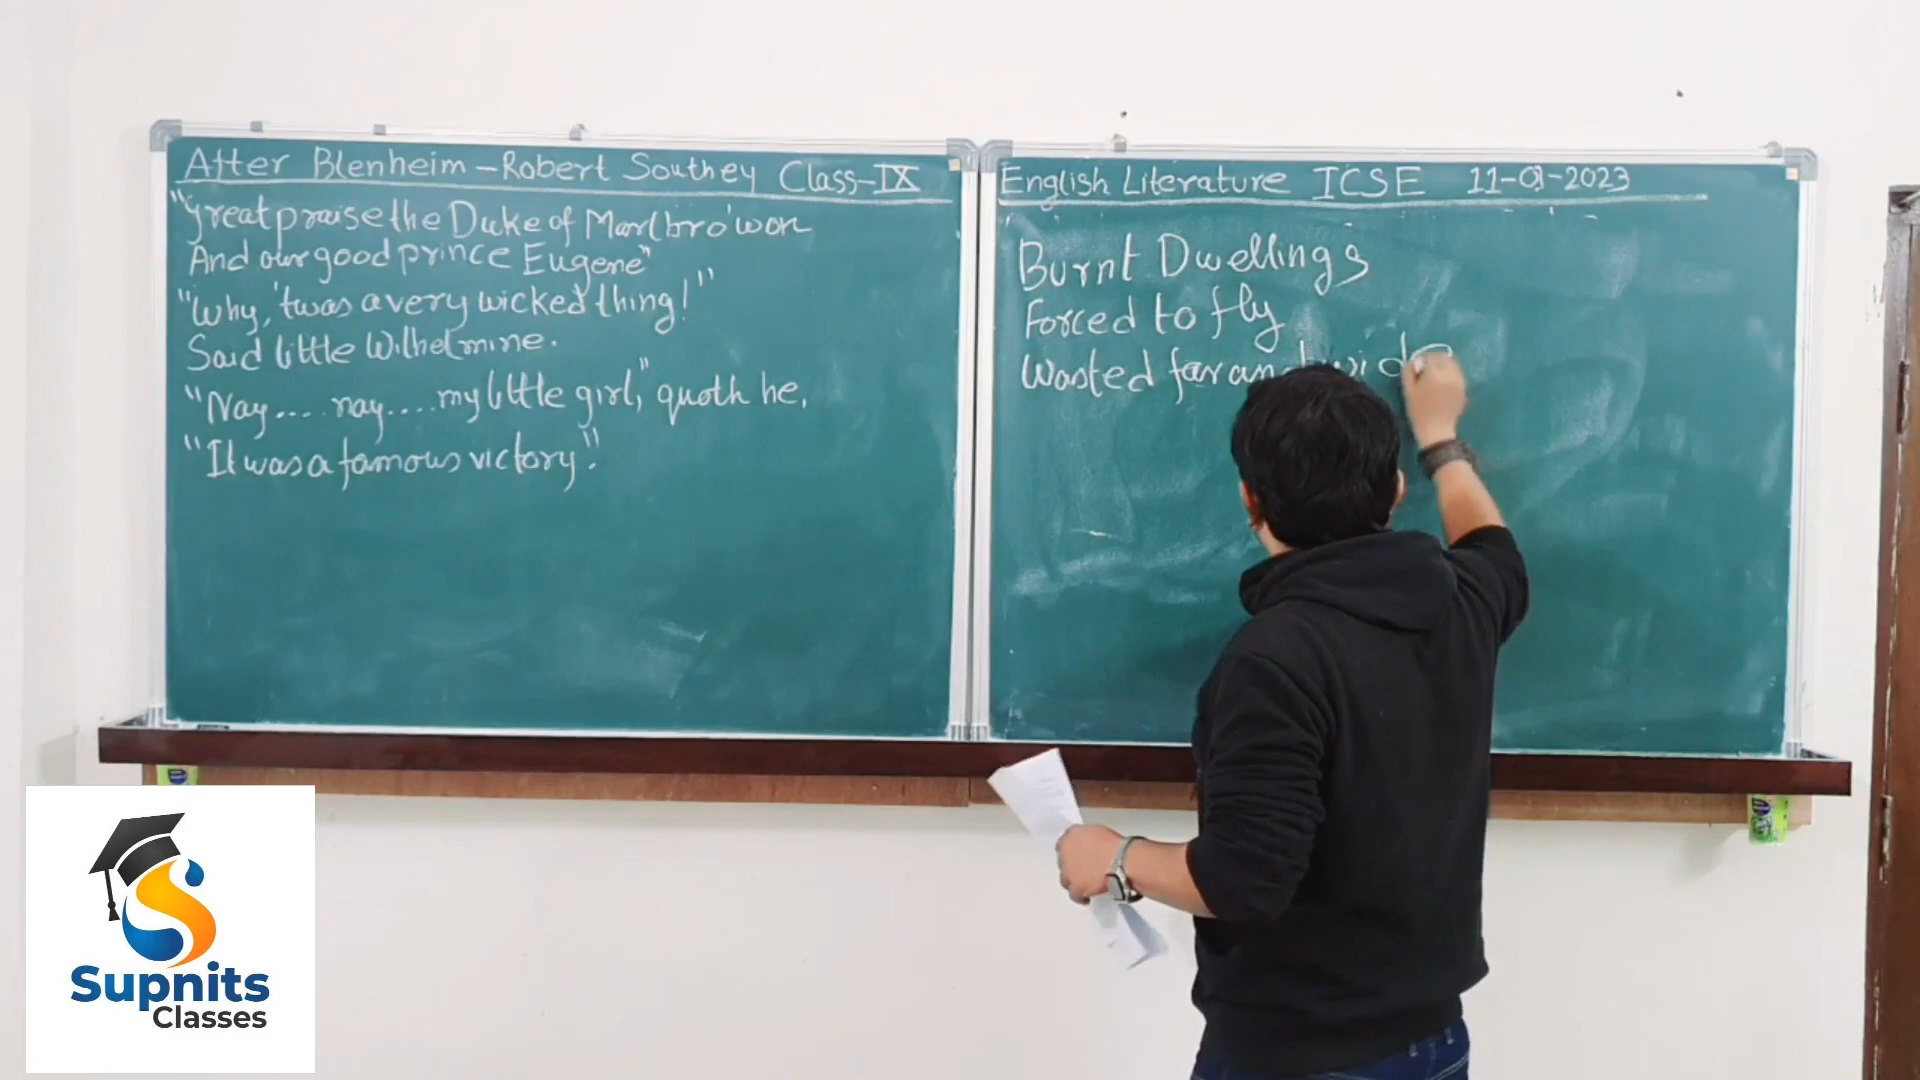 After Blenheim - Robert Southey Class-IX
"Great praise the Duke of Marlbro' won
And our good prince Eugene"
"Why, 'twas a very wicked thing!"
Said little Wilhelmine.
"Nay.... nay.... my little girl," quoth he,
"It was a famous victory".
English Literature ICSE 11-01-2023
Burnt Dwellings
Forced to fly
Wasted far and wide
Supnits
Classes